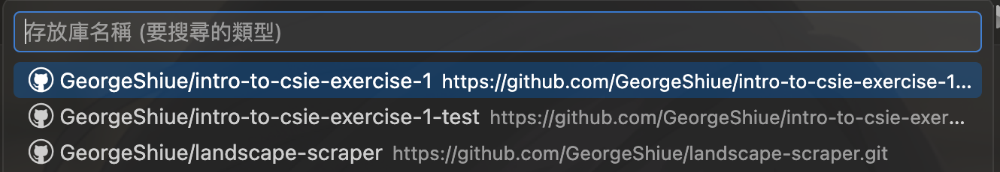 存放庫名稱 (要搜尋的類型)
GeorgeShiue/intro-to-csie-exercise-1 https://github.com/GeorgeShiue/intro-to-csie-exercise-1...
GeorgeShiue/intro-to-csie-exercise-1-test https://github.com/GeorgeShiue/intro-to-csie-exer...
GeorgeShiue/landscape-scraper https://github.com/GeorgeShiue/landscape-scraper.git